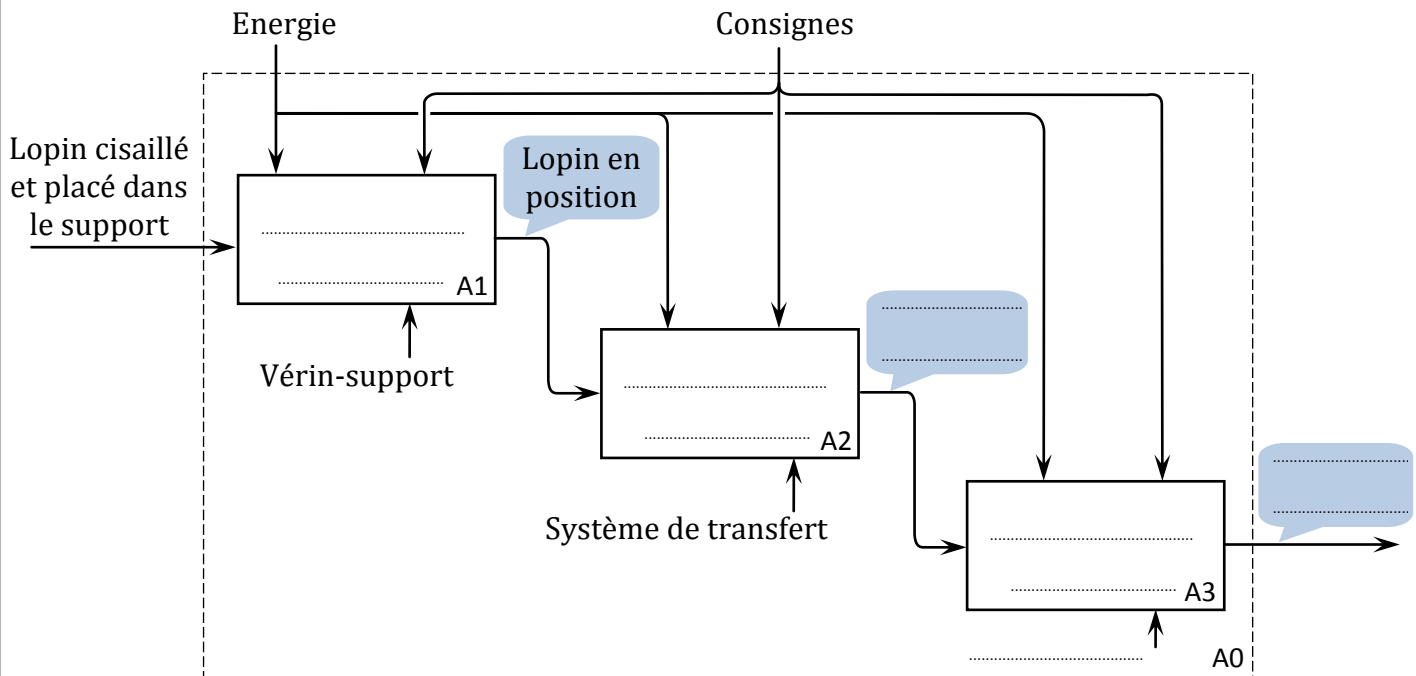 Energie
Consignes
Lopin cisaillé
et placé dans
le support
Lopin en
position
A1
Vérin-support
A2
Système de transfert
A3
A0